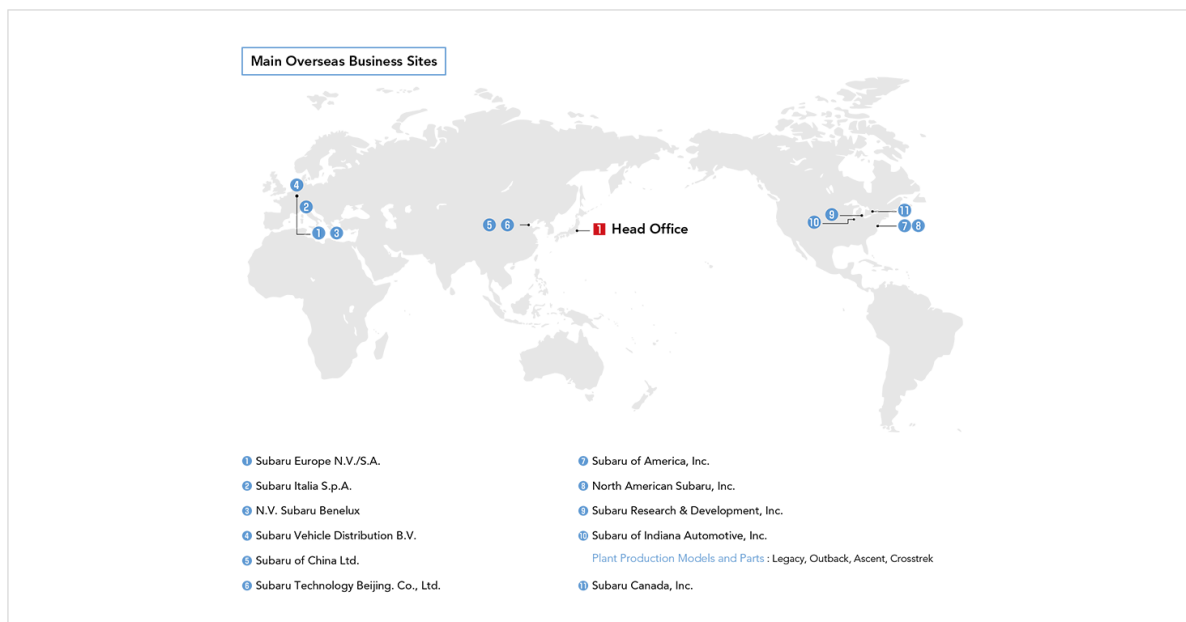 Main Overseas Business Sites
4
2
1 3
5 6
1 Head Office
9
10
11
7 8
1 Subaru Europe N.V./S.A.
2 Subaru Italia S.p.A.
3 N.V. Subaru Benelux
4 Subaru Vehicle Distribution B.V.
5 Subaru of China Ltd.
6 Subaru Technology Beijing. Co., Ltd.
7 Subaru of America, Inc.
8 North American Subaru, Inc.
9 Subaru Research & Development, Inc.
10 Subaru of Indiana Automotive, Inc.
Plant Production Models and Parts : Legacy, Outback, Ascent, Crosstrek
11 Subaru Canada, Inc.